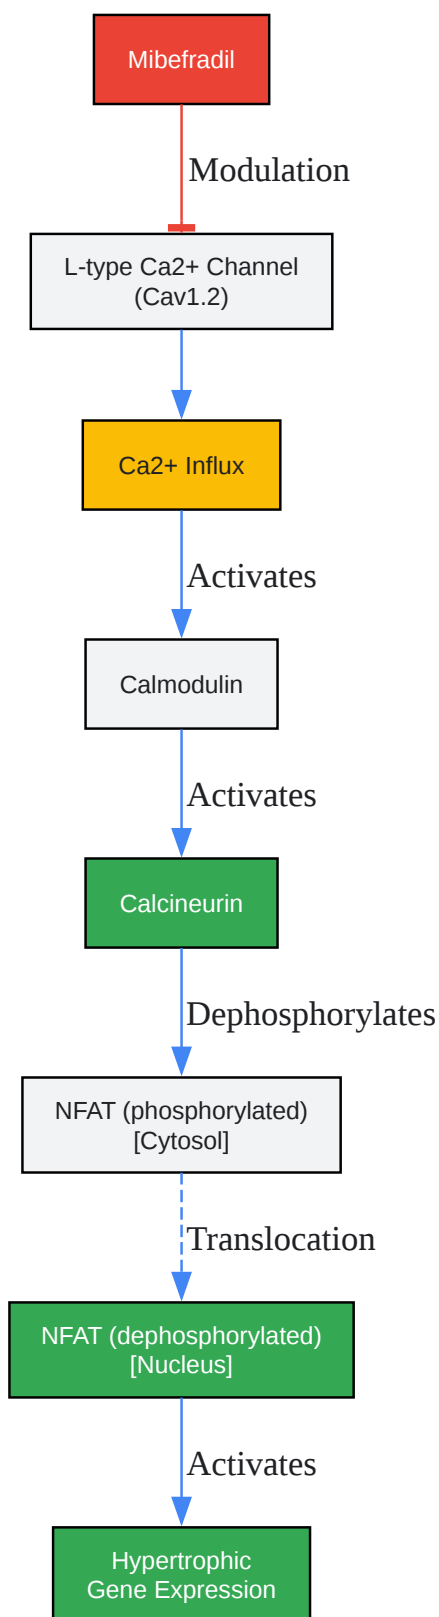 Mibefradil
Modulation
L-type Ca2+ Channel
(Cav1.2)
Ca2+ Influx
Activates
Calmodulin
Activates
Calcineurin
Dephosphorylates
NFAT (phosphorylated)
[Cytosol]
Translocation
NFAT (dephosphorylated)
[Nucleus]
Activates
Hypertrophic
Gene Expression